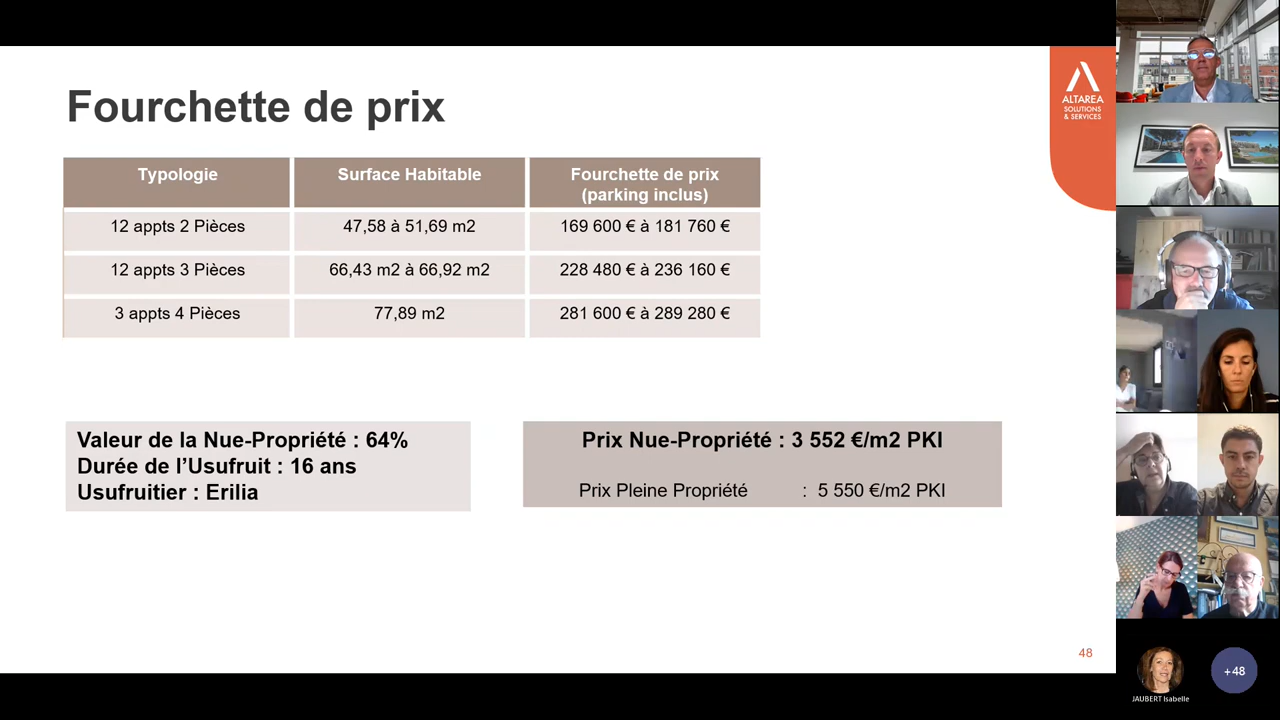 Fourchette de prix
ALTAREA
SOLUTIONS
& SERVICES
Typologie Surface Habitable Fourchette de prix
(parking inclus)
12 appts 2 Pièces 47,58 à 51,69 m2 169 600 € à 181 760 €
12 appts 3 Pièces 66,43 m2 à 66,92 m2 228 480 € à 236 160 €
3 appts 4 Pièces 77,89 m2 281 600 € à 289 280 €
Valeur de la Nue-Propriété : 64%
Durée de l’Usufruit : 16 ans
Usufruitier : Erilia
Prix Nue-Propriété : 3 552 €/m2 PKI
Prix Pleine Propriété : 5 550 €/m2 PKI
48
JAUBERT Isabelle
+48